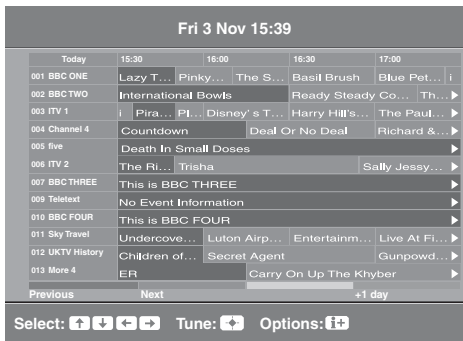 Fri 3 Nov 15:39
Today 15:30 16:00 16:30 17:00
001 BBC ONE Lazy T... Pinky... The S... Basil Brush Blue Pet... i
002 BBC TWO International Bowls Ready Steady Co... Th...
003 ITV 1 i Pira... Pl... Disney's T... Harry Hill's... The Paul...
004 Channel 4 Countdown Deal Or No Deal Richard &...
005 five Death In Small Doses
006 ITV 2 The Ri... Trisha Sally Jessy...
007 BBC THREE This is BBC THREE
009 Teletext No Event Information
010 BBC FOUR This is BBC FOUR
011 Sky Travel Undercove... Luton Airp... Entertainm... Live At Fi...
012 UKTV History Children of... Secret Agent Gunpowd...
013 More 4 ER Carry On Up The Khyber
Previous Next +1 day
Select: Tune: Options: i+